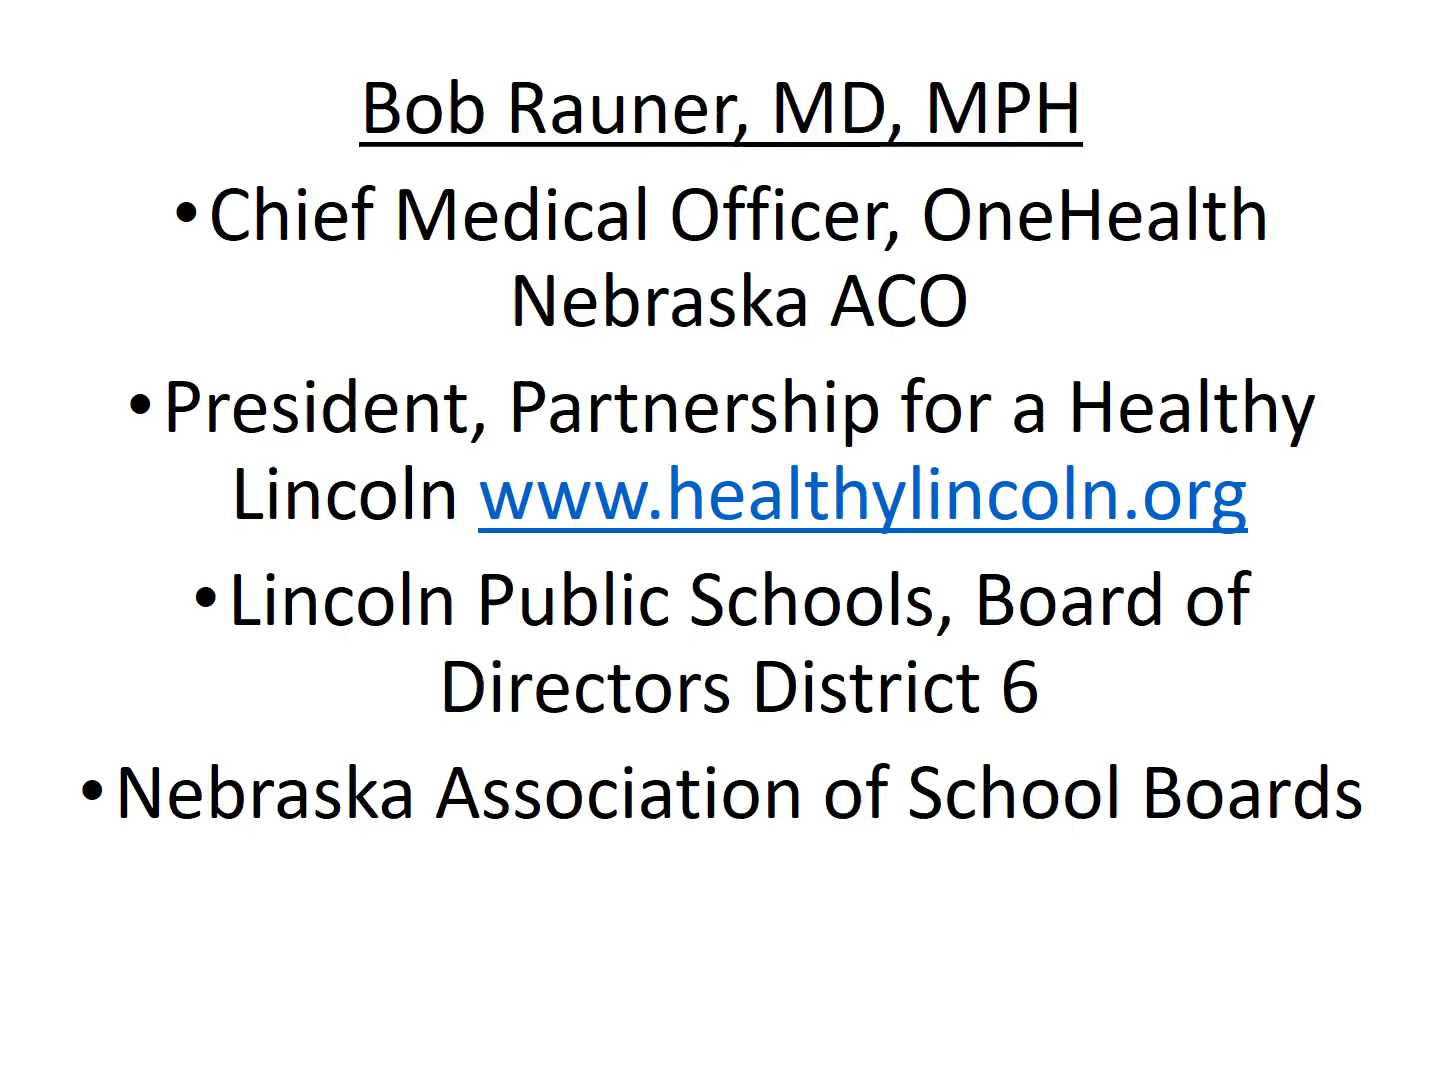 Bob Rauner, MD, MPH
•Chief Medical Officer, OneHealth
Nebraska ACO
•President, Partnership for a Healthy
Lincoln www.healthylincoln.org
•Lincoln Public Schools, Board of
Directors District 6
•Nebraska Association of School Boards